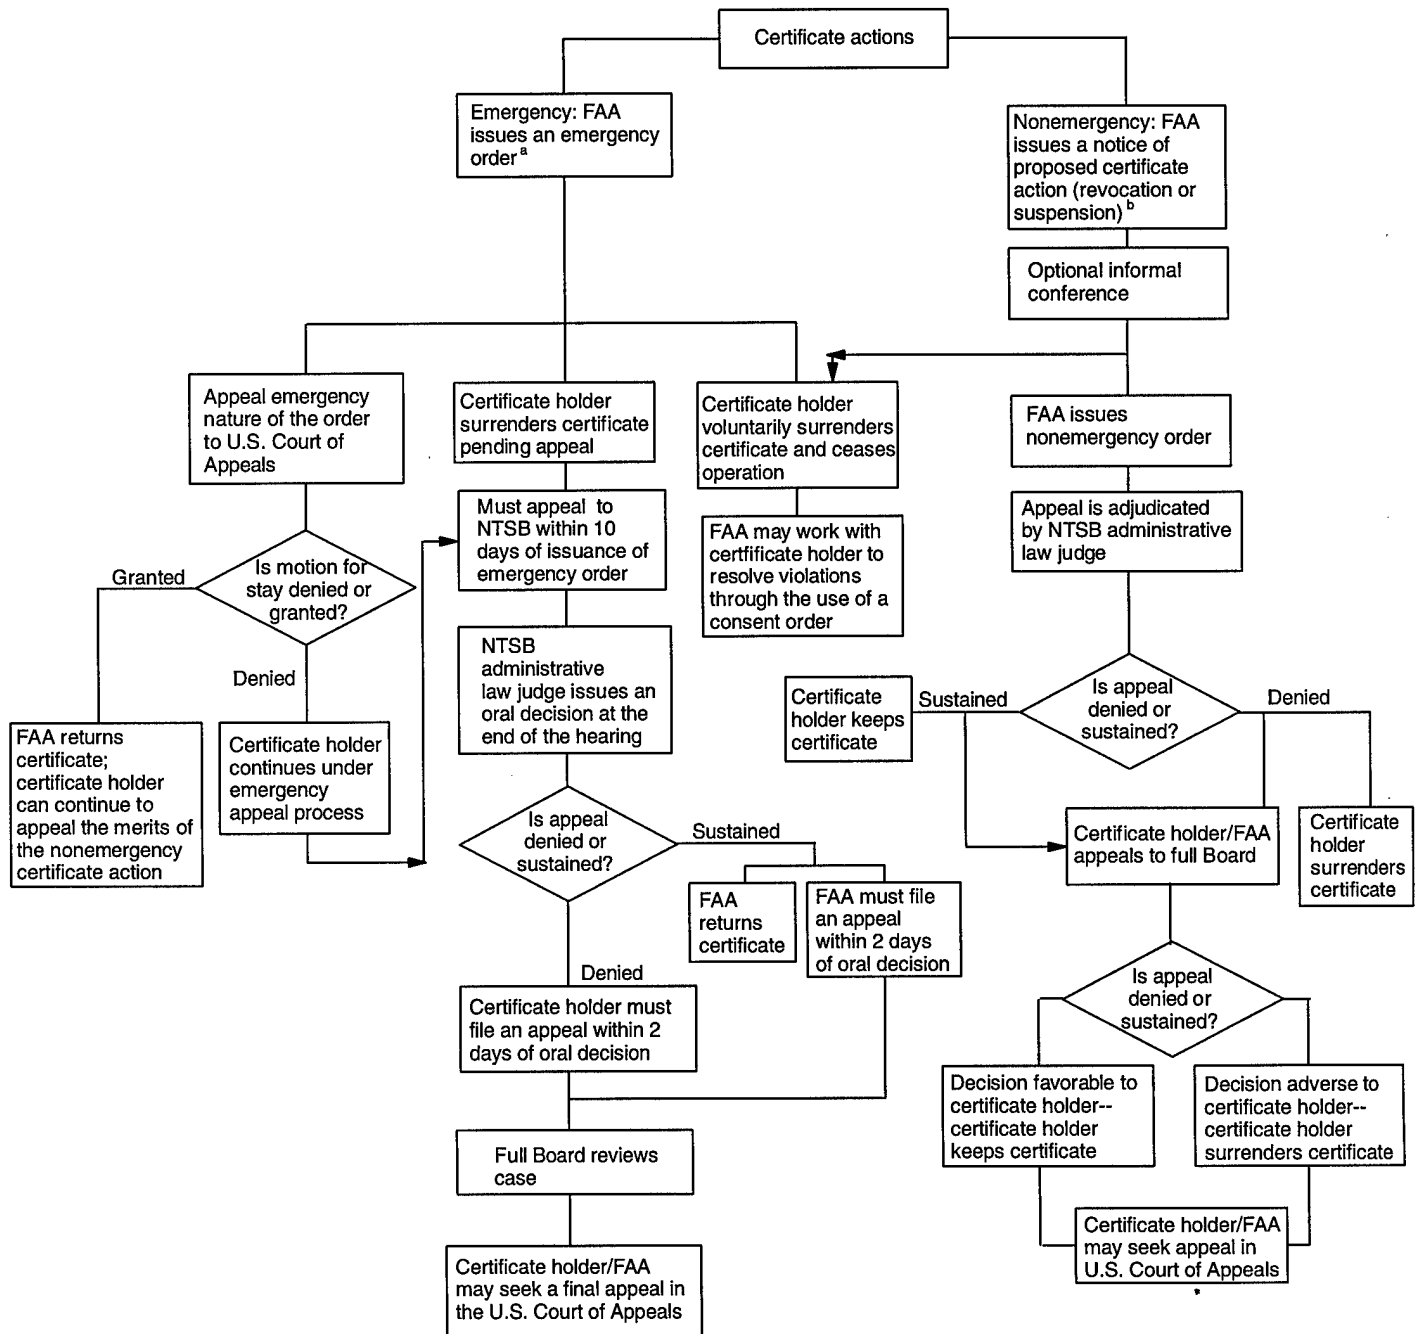 Certificate actions
Emergency: FAA
issues an emergency
order a
Nonemergency: FAA
issues a notice of
proposed certificate
action (revocation or
suspension) b
Optional informal
conference
Appeal emergency
nature of the order
to U.S. Court of
Appeals
Certificate holder
surrenders certificate
pending appeal
Certificate holder
voluntarily surrenders
certificate and ceases
operation
FAA issues
nonemergency order
Must appeal to
NTSB within 10
days of issuance of
emergency order
FAA may work with
certfificate holder to
resolve violations
through the use of a
consent order
Appeal is adjudicated
by NTSB administrative
law judge
Is motion for
stay denied or
granted?
Granted
Denied
NTSB
administrative
law judge issues an
oral decision at the
end of the hearing
FAA returns
certificate;
certificate holder
can continue to
appeal the merits of
the nonemergency
certificate action
Certificate holder
continues under
emergency
appeal process
Certificate
holder keeps
certificate
Sustained
Is appeal
denied or
sustained?
Denied
Is appeal
denied or
sustained?
Sustained
FAA
returns
certificate
FAA must file
an appeal
within 2 days
of oral decision
Certificate holder/FAA
appeals to full Board
Certificate
holder
surrenders
certificate
Denied
Certificate holder must
file an appeal within 2
days of oral decision
Is appeal
denied or
sustained?
Decision favorable to
certificate holder--
certificate holder
keeps certificate
Decision adverse to
certificate holder--
certificate holder
surrenders certificate
Full Board reviews
case
Certificate holder/FAA
may seek a final appeal in
the U.S. Court of Appeals
Certificate holder/FAA
may seek appeal in
U.S. Court of Appeals